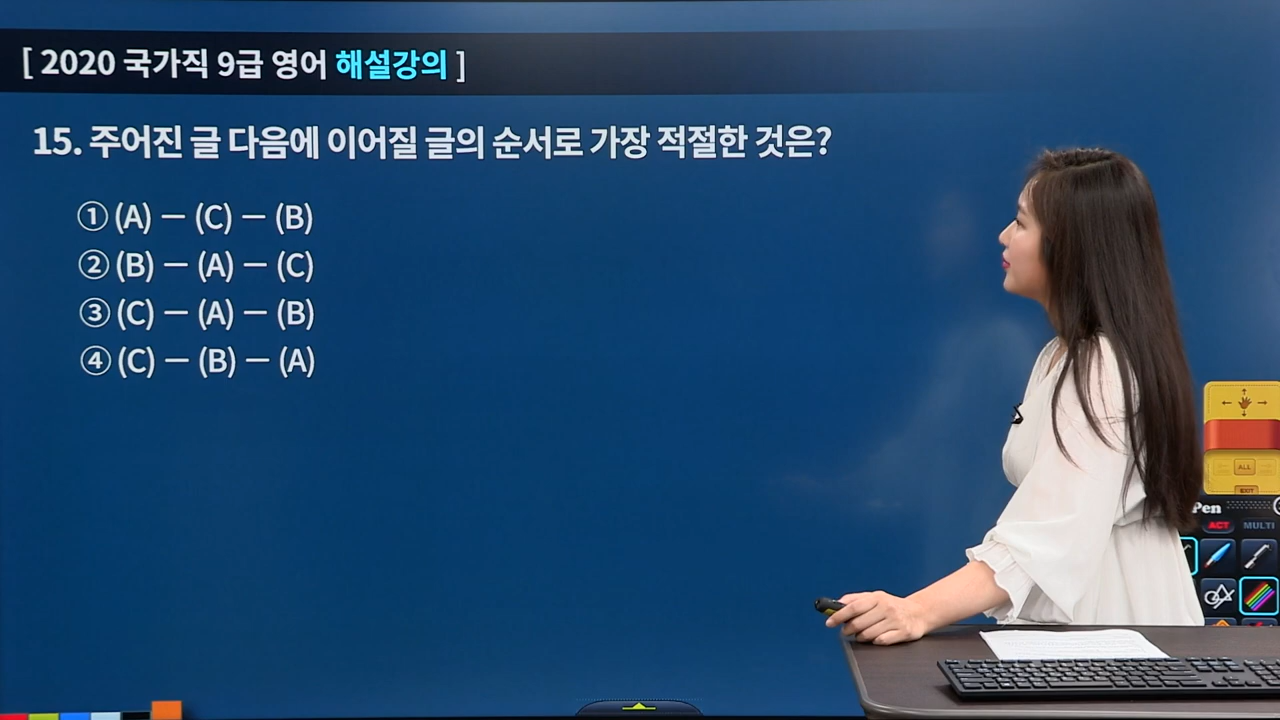 [ 2020 국가직 9급 영어 해설강의 ]
15. 주어진 글 다음에 이어질 글의 순서로 가장 적절한 것은?
① (A) － (C) － (B)
② (B) － (A) － (C)
③ (C) － (A) － (B)
④ (C) － (B) － (A)
ALL
EXIT
Pen
ACT MULTI